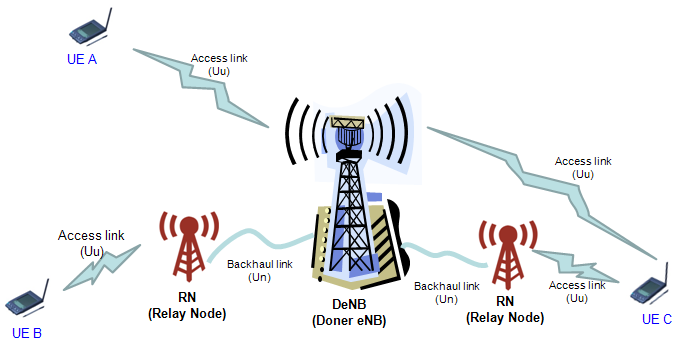 UE A
Access link
(Uu)
Access link
(Uu)
Access link
(Uu)
Backhaul link
(Un)
RN
(Relay Node)
DeNB
(Doner eNB)
Backhaul link
(Un)
RN
(Relay Node)
Access link
(Uu)
UE B
UE C